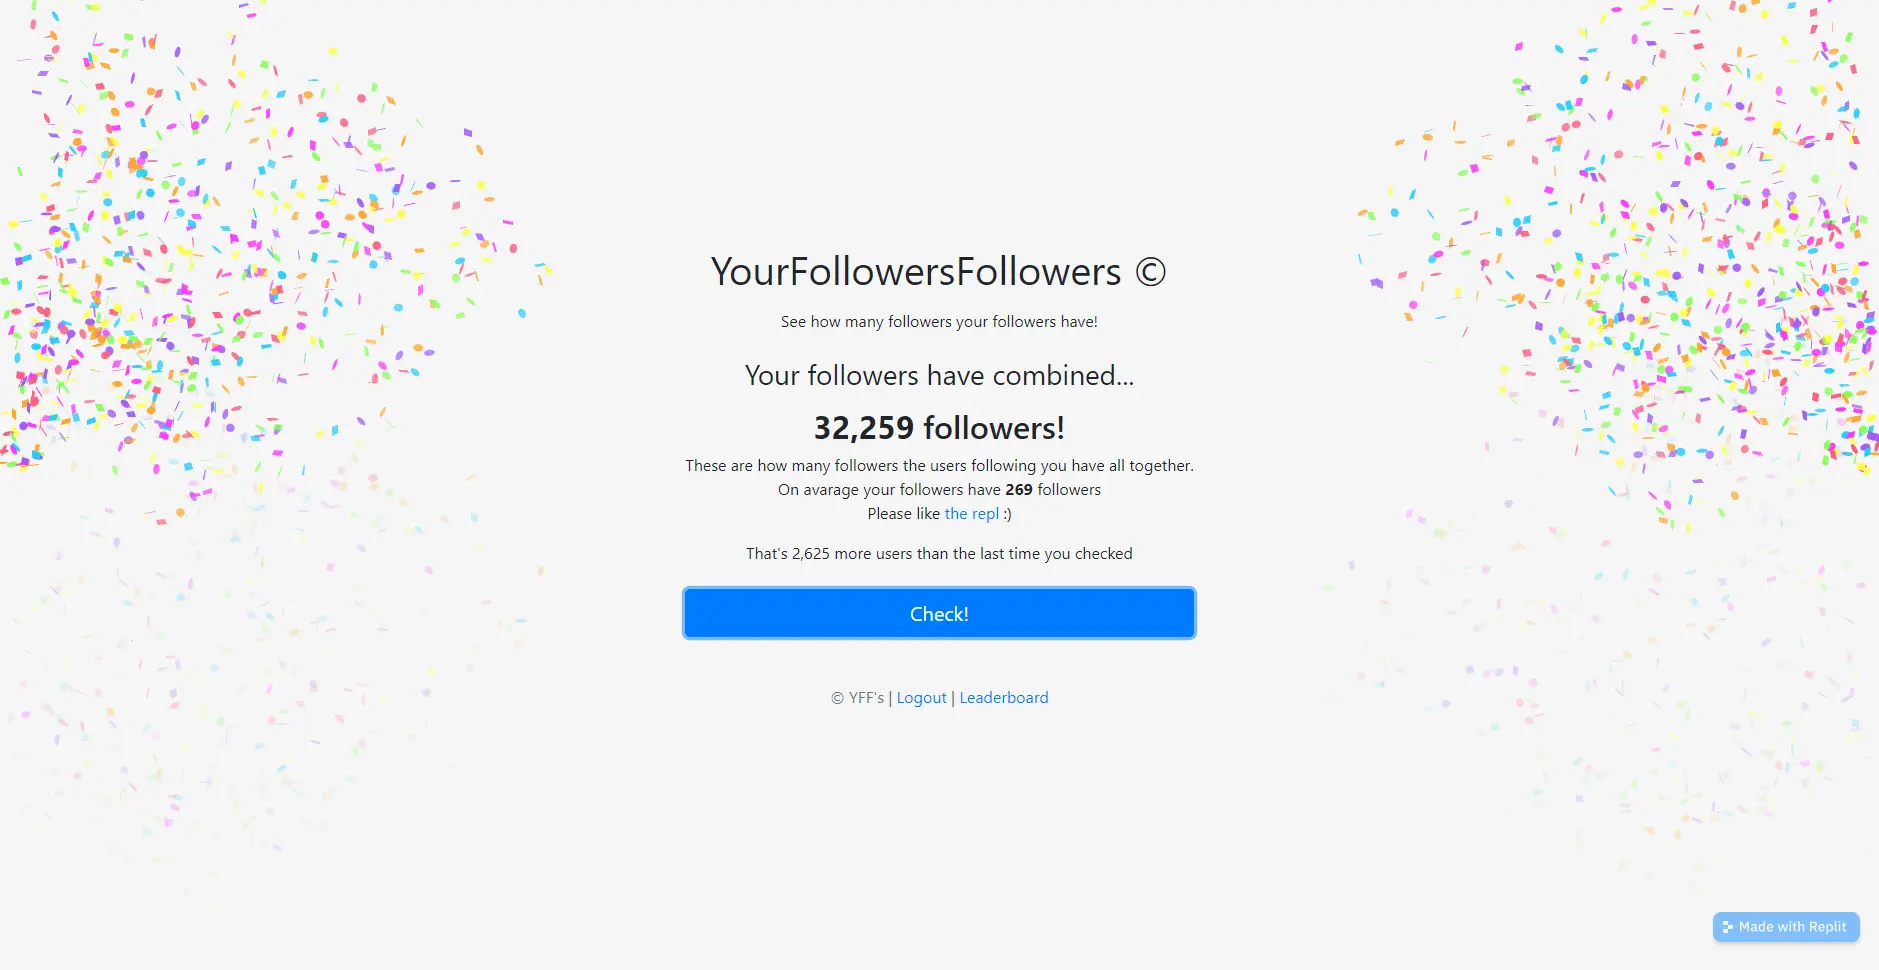 YourFollowersFollowers ©
See how many followers your followers have!
Your followers have combined...
32,259 followers!
These are how many followers the users following you have all together.
On avarage your followers have 269 followers
Please like the repl :)
That's 2,625 more users than the last time you checked
Check!
© YFF's | Logout | Leaderboard
Made with Replit